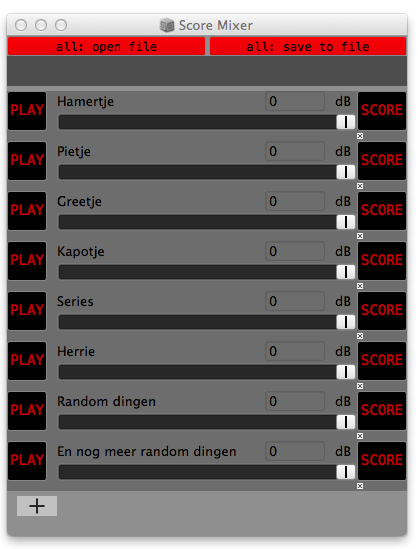 Score Mixer
all: open file all: save to file
PLAY Hamertje 0 dB SCORE
PLAY Pietje 0 dB SCORE
PLAY Greetje 0 dB SCORE
PLAY Kapotje 0 dB SCORE
PLAY Series 0 dB SCORE
PLAY Herrie 0 dB SCORE
PLAY Random dingen 0 dB SCORE
PLAY En nog meer random dingen 0 dB SCORE
+